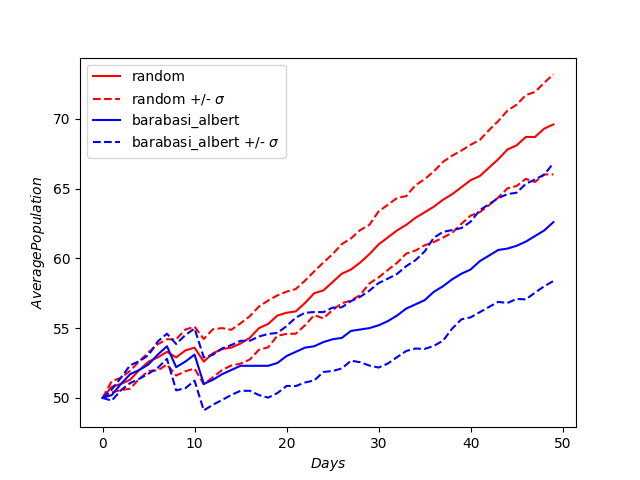 random
random +/- σ
barabasi_albert
barabasi_albert +/- σ
70
65
60
55
50
AveragePopulation
0 10 20 30 40 50
Days